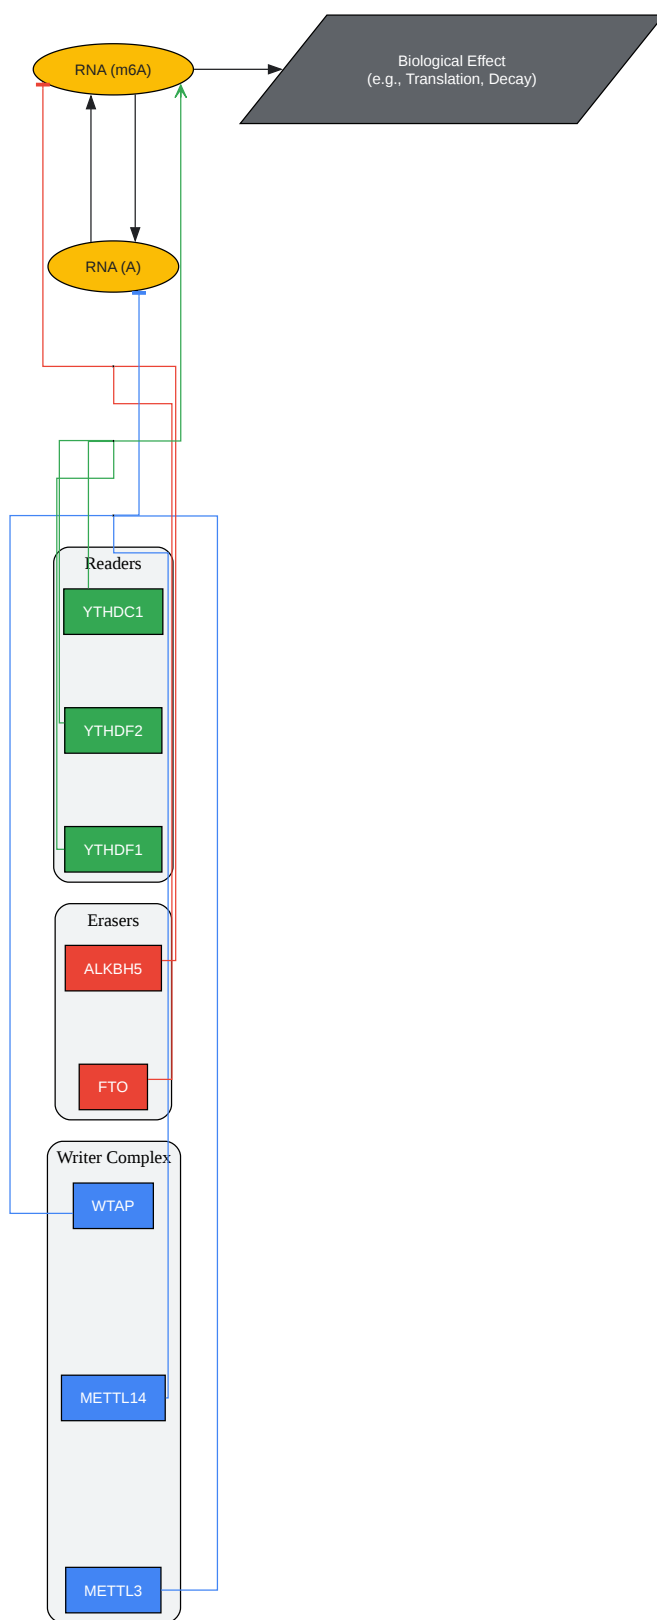 RNA (m6A)
Biological Effect
(e.g., Translation, Decay)
RNA (A)
Readers
YTHDC1
YTHDF2
YTHDF1
Erasers
ALKBH5
FTO
Writer Complex
WTAP
METTL14
METTL3